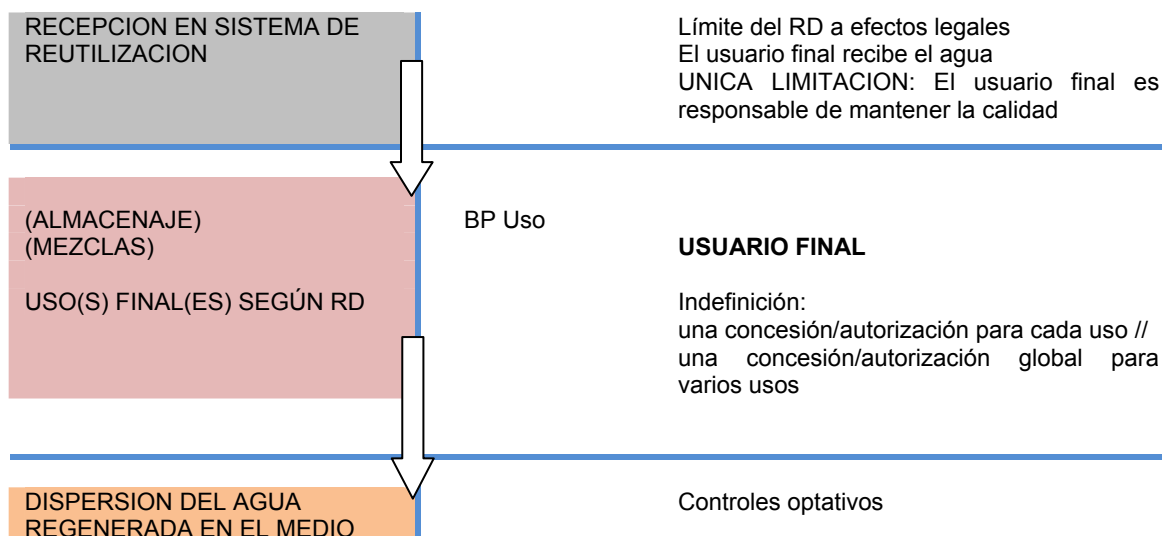 RECEPCION EN SISTEMA DE
REUTILIZACION
Límite del RD a efectos legales
El usuario final recibe el agua
UNICA LIMITACION: El usuario final es
responsable de mantener la calidad
(ALMACENAJE)
(MEZCLAS)
USO(S) FINAL(ES) SEGÚN RD
BP Uso
USUARIO FINAL
Indefinición:
una concesión/autorización para cada uso //
una concesión/autorización global para
varios usos
DISPERSION DEL AGUA
REGENERADA EN EL MEDIO
Controles optativos